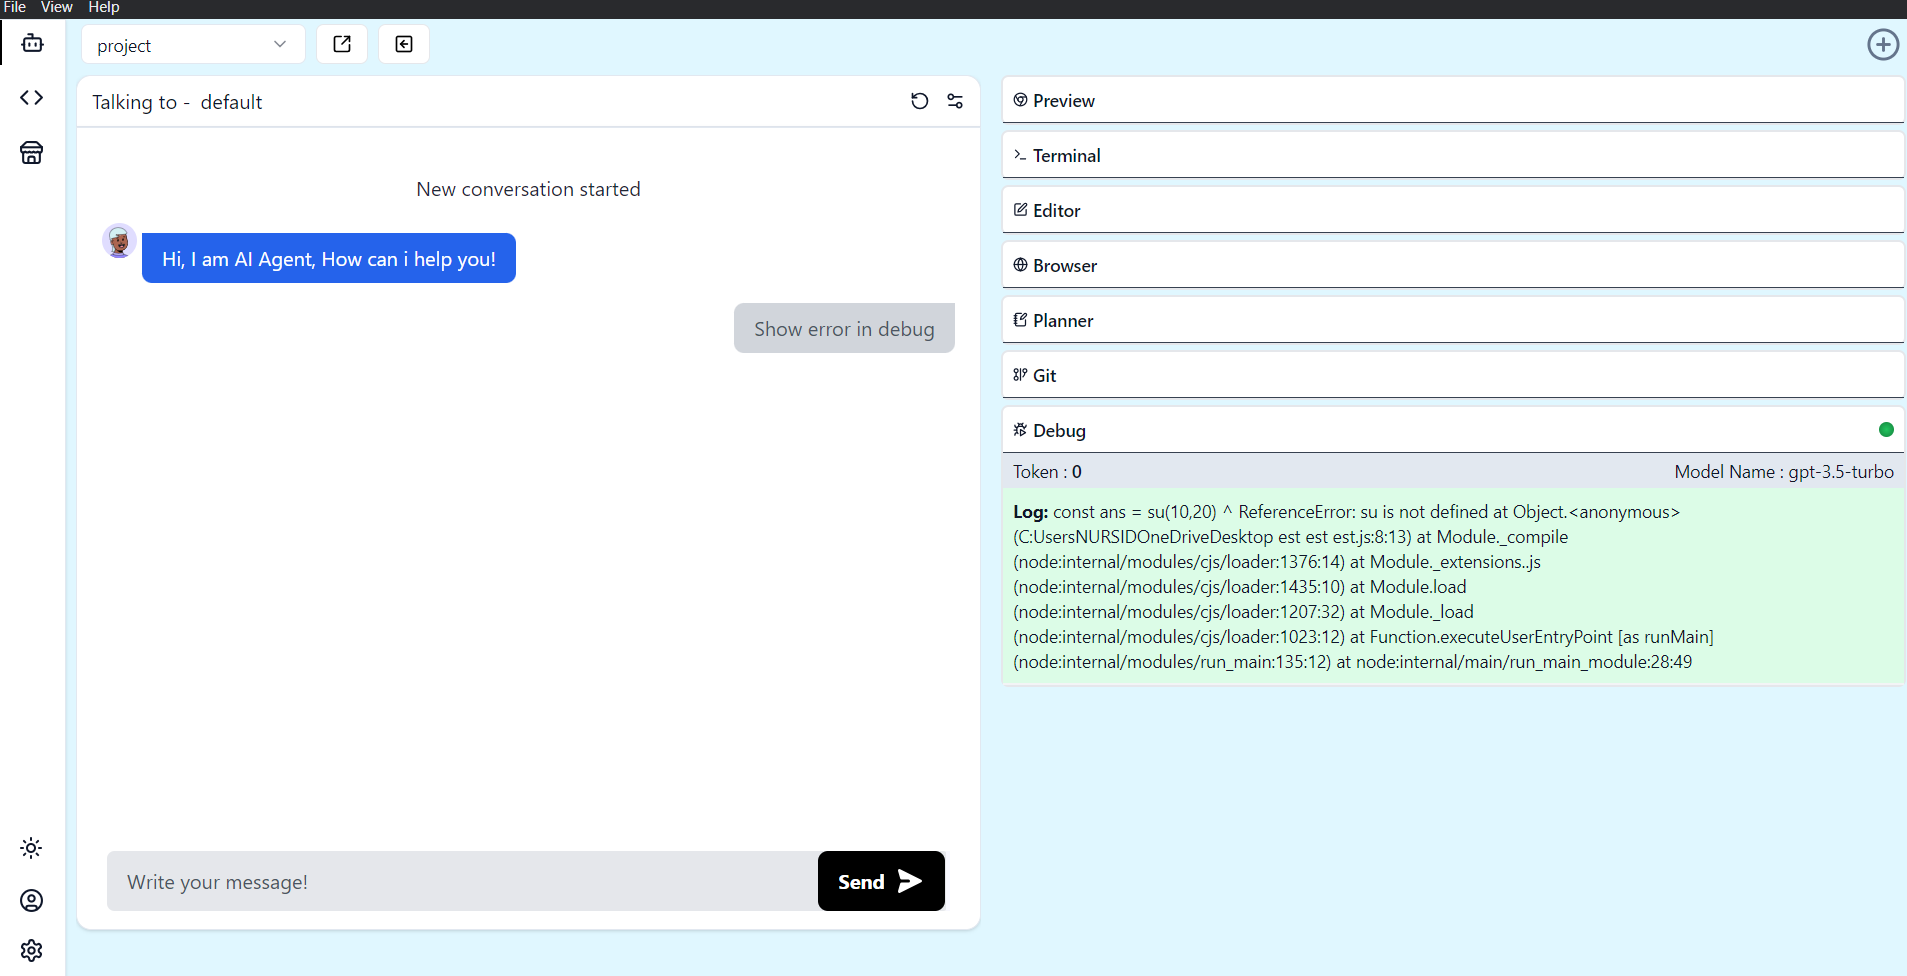 File View Help
project
Talking to - default
New conversation started
Hi, I am AI Agent, How can i help you!
Show error in debug
Write your message!
Send
Preview
Terminal
Editor
Browser
Planner
Git
Debug
Token : 0 Model Name : gpt-3.5-turbo
Log: const ans = su(10,20) ^ ReferenceError: su is not defined at Object.<anonymous>
(C:UsersNURSIDOneDriveDesktop est est est.js:8:13) at Module._compile
(node:internal/modules/cjs/loader:1376:14) at Module._extensions..js
(node:internal/modules/cjs/loader:1435:10) at Module.load
(node:internal/modules/cjs/loader:1207:32) at Module._load
(node:internal/modules/cjs/loader:1023:12) at Function.executeUserEntryPoint [as runMain]
(node:internal/modules/run_main:135:12) at node:internal/main/run_main_module:28:49